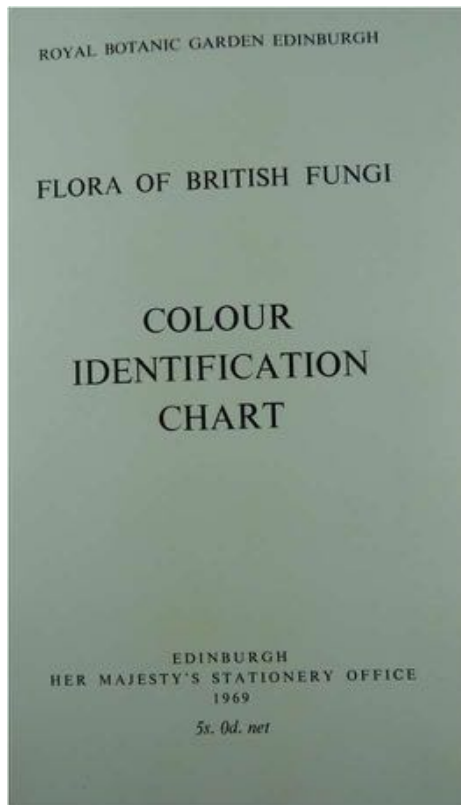 ROYAL BOTANIC GARDEN EDINBURGH
FLORA OF BRITISH FUNGI
COLOUR
IDENTIFICATION
CHART
EDINBURGH
HER MAJESTY'S STATIONERY OFFICE
1969
5s. 0d. net